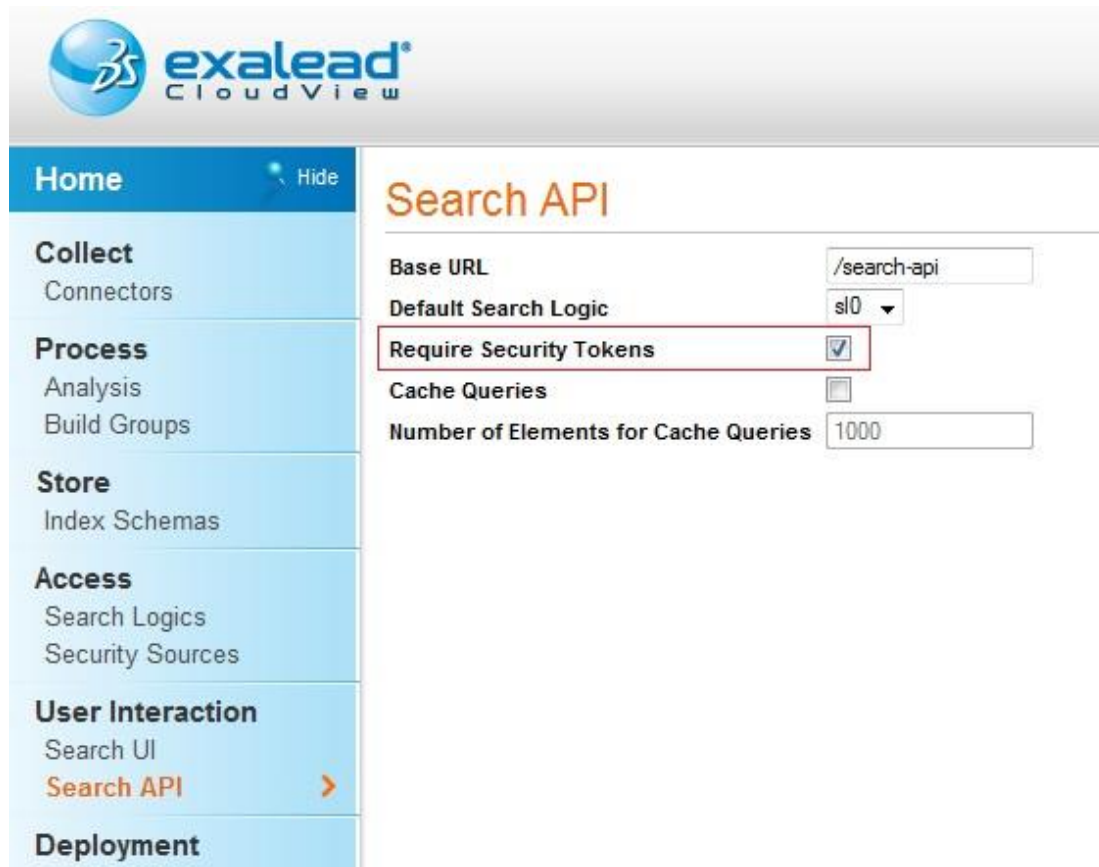 exalead
CloudView
Home Hide
Collect
Connectors
Process
Analysis
Build Groups
Store
Index Schemas
Access
Search Logics
Security Sources
User Interaction
Search UI
Search API
Deployment
Search API
Base URL /search-api
Default Search Logic sl0
Require Security Tokens
Cache Queries
Number of Elements for Cache Queries 1000